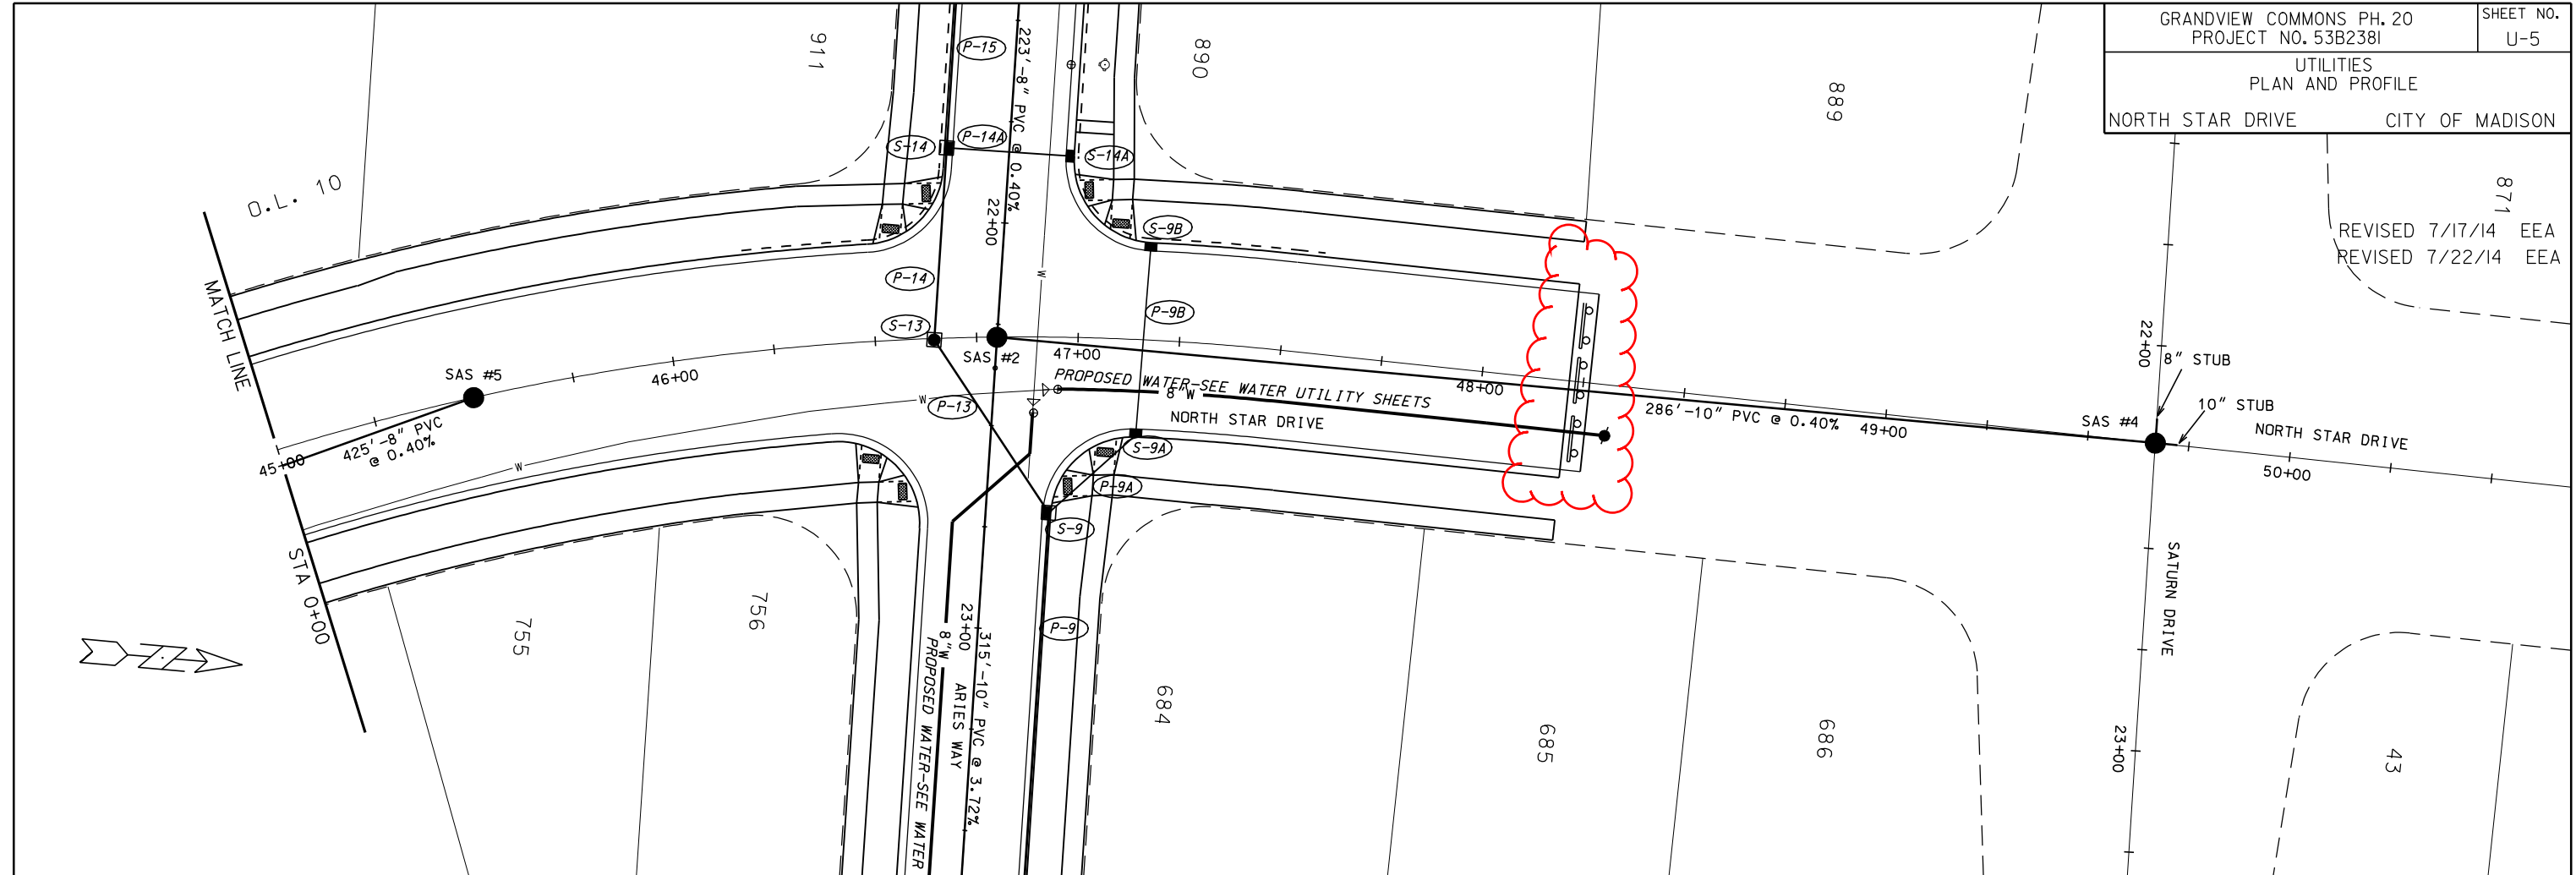 GRANDVIEW COMMONS PH. 20
PROJECT NO. 53B2381
SHEET NO.
U-5
UTILITIES
PLAN AND PROFILE
NORTH STAR DRIVE
CITY OF MADISON
REVISED 7/17/14 EEA
REVISED 7/22/14 EEA
911
890
889
871
O.L. 10
P-15
223'-8" PVC @ 0.40%
P-14A
S-14
S-14A
22+00
S-9B
P-14
P-9B
S-13
MATCH LINE
SAS #2
47+00
SAS #5
46+00
PROPOSED WATER-SEE WATER UTILITY SHEETS
8"W
48+00
NORTH STAR DRIVE
W
W
W
P-13
286'-10" PVC @ 0.40%
49+00
SAS #4
22+00
8" STUB
10" STUB
NORTH STAR DRIVE
50+00
425'-8" PVC
@ 0.40%
45+00
S-9A
P-9A
S-9
STA 0+00
SATURN DRIVE
755
756
23+00
8"W
PROPOSED WATER-SEE WATER
ARIES WAY
315'-10" PVC @ 3.72%
P-9
684
685
686
23+00
43